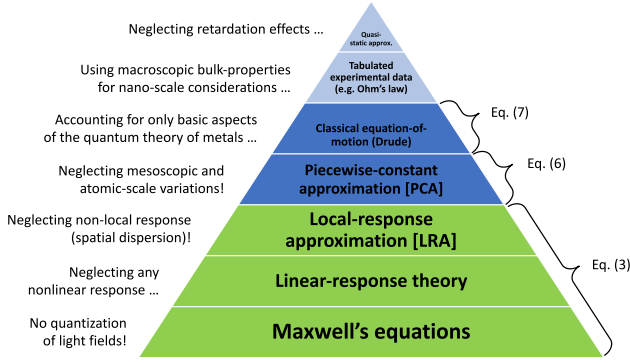 Neglecting retardation effects ...
Quasi-
static approx.
Using macroscopic bulk-properties
for nano-scale considerations ...
Tabulated
experimental data
(e.g. Ohm's law)
Eq. (7)
Accounting for only basic aspects
of the quantum theory of metals ...
Classical equation-of-
motion (Drude)
Eq. (6)
Neglecting mesoscopic and
atomic-scale variations!
Piecewise-constant
approximation [PCA]
Neglecting non-local response
(spatial dispersion)!
Local-response
approximation [LRA]
Eq. (3)
Neglecting any
nonlinear response ...
Linear-response theory
No quantization
of light fields!
Maxwell's equations